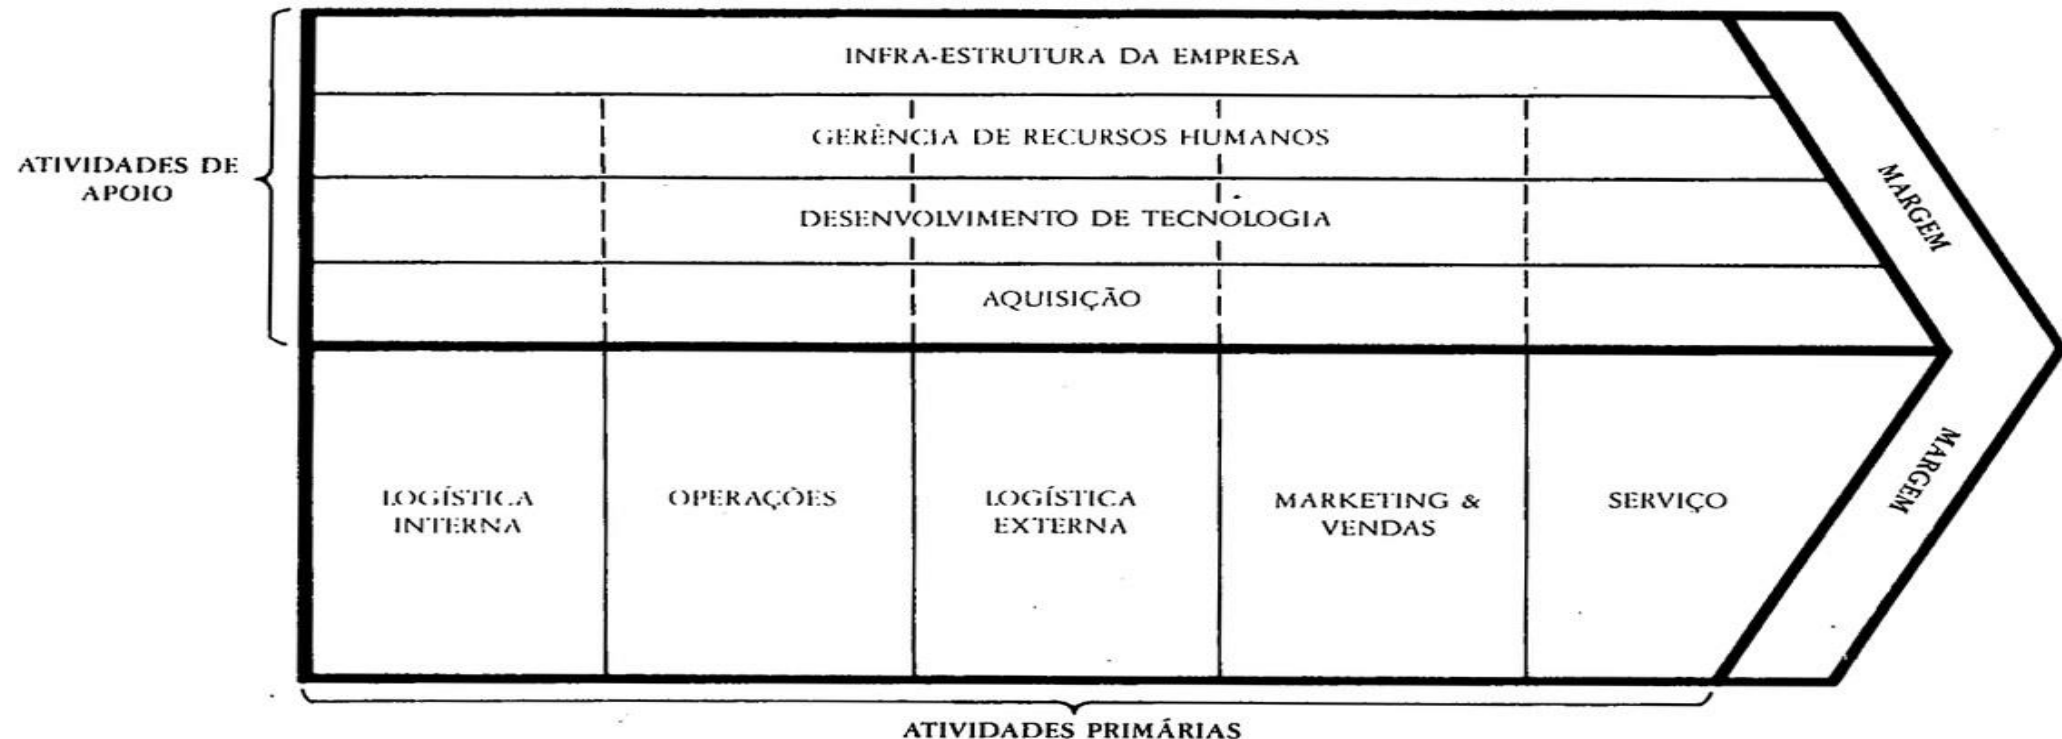 INFRA-ESTRUTURA DA EMPRESA
GERÊNCIA DE RECURSOS HUMANOS
ATIVIDADES DE
APOIO
DESENVOLVIMENTO DE TECNOLOGIA
AQUISIÇÃO
MARGEM
MARGEM
LOGÍSTICA
INTERNA
OPERAÇÕES
LOGÍSTICA
EXTERNA
MARKETING &
VENDAS
SERVIÇO
ATIVIDADES PRIMÁRIAS